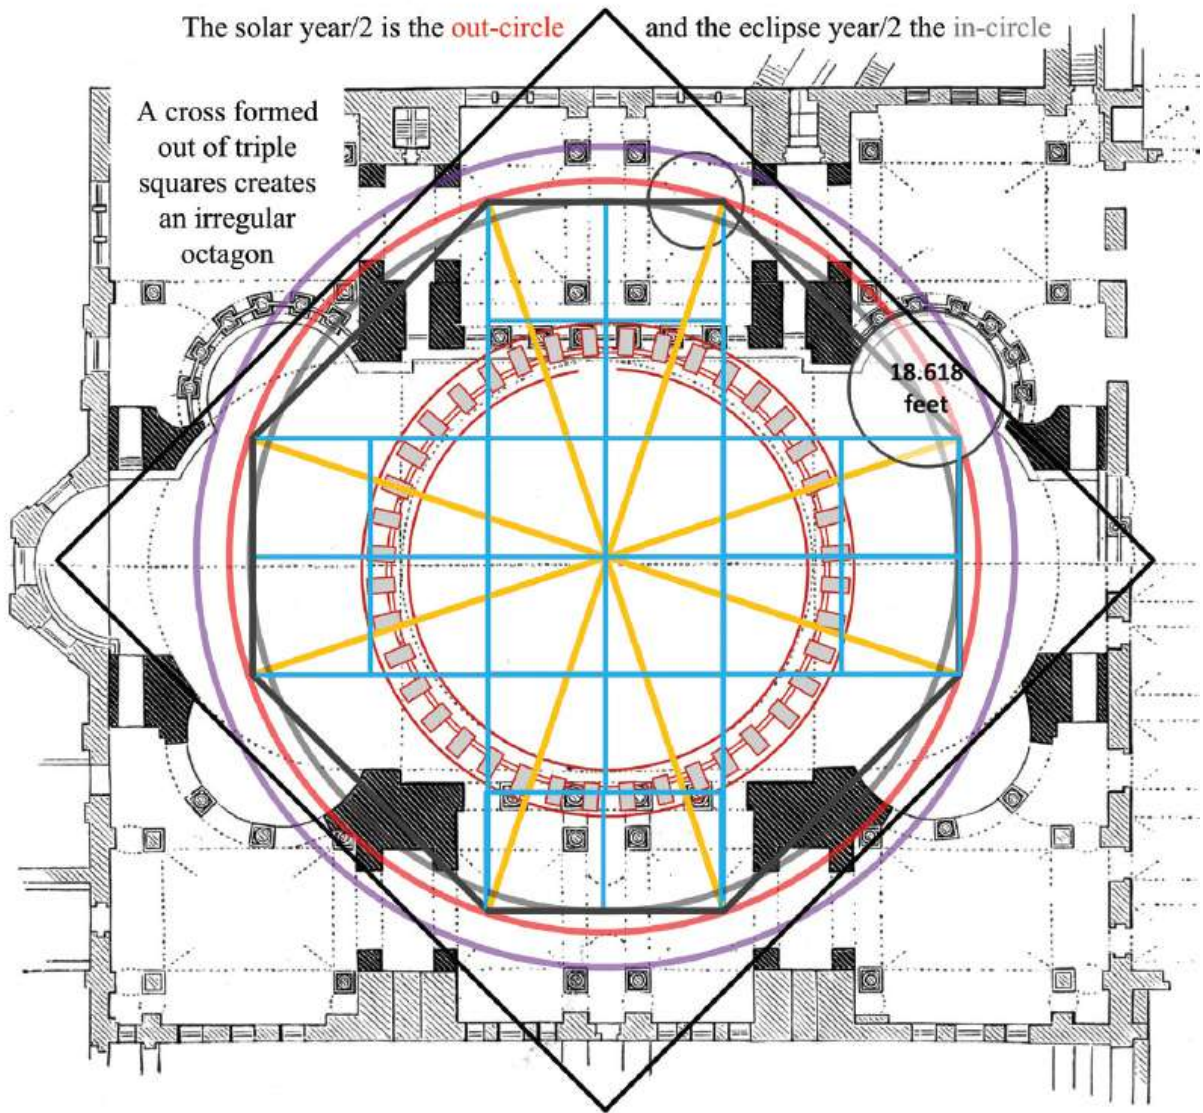 The solar year/2 is the out-circle and the eclipse year/2 the in-circle
A cross formed
out of triple
squares creates
an irregular
octagon
18.618
feet